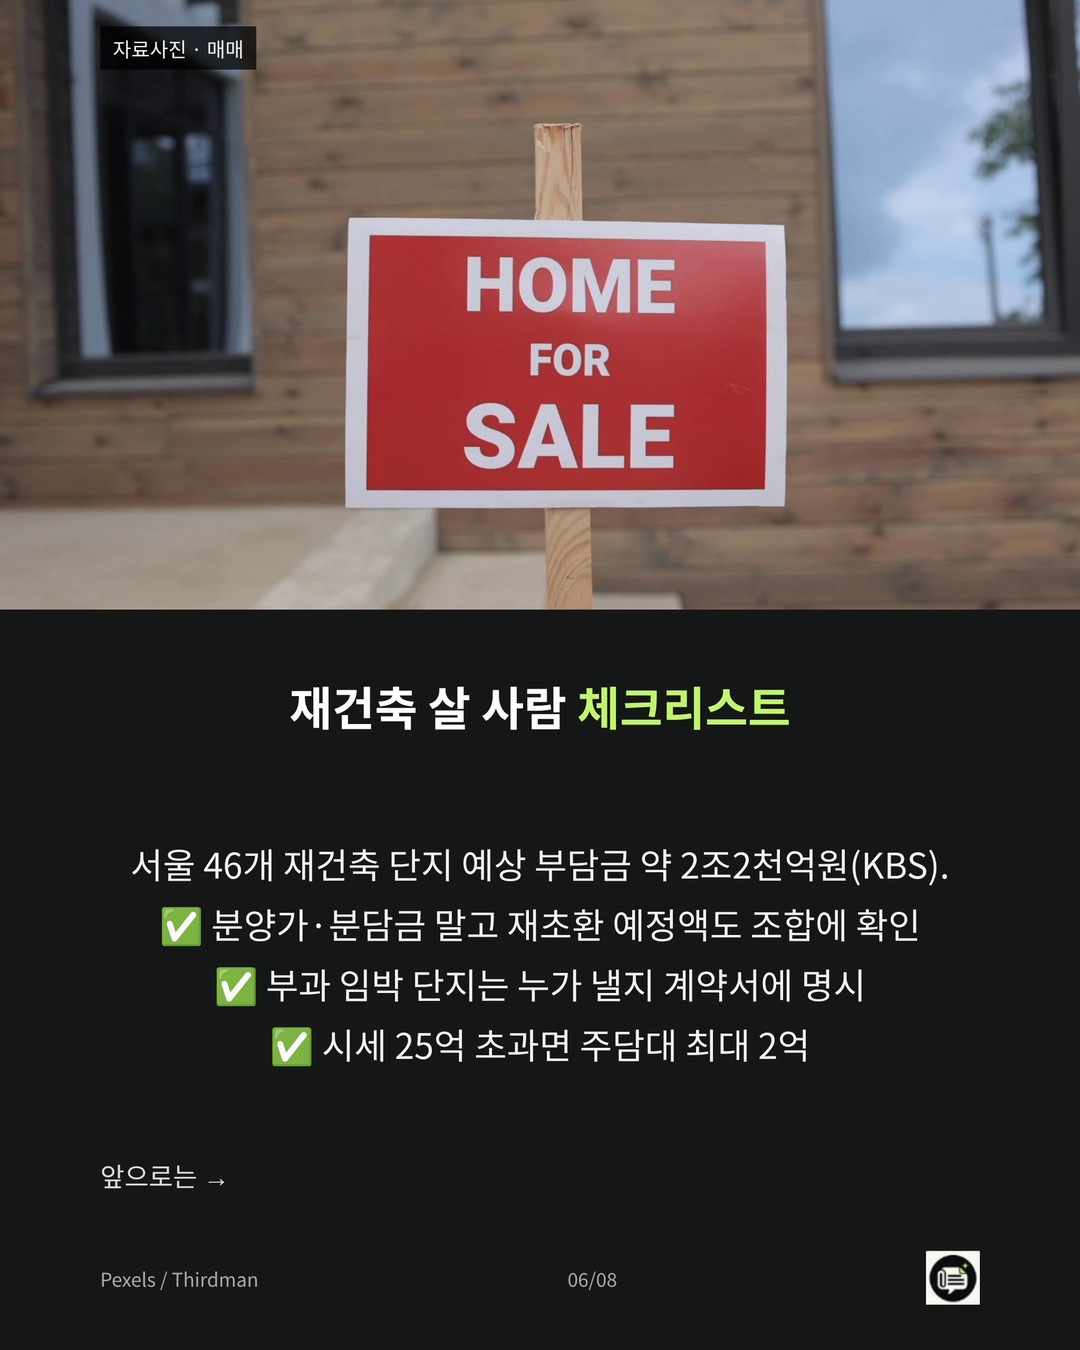 자료사진 · 매매
HOME
FOR
SALE
재건축 살 사람 체크리스트
서울 46개 재건축 단지 예상 부담금 약 2조2천억원(KBS).
✅ 분양가·분담금 말고 재초환 예정액도 조합에 확인
✅ 부과 임박 단지는 누가 낼지 계약서에 명시
✅ 시세 25억 초과면 주담대 최대 2억
앞으로는 →
Pexels / Thirdman
06/08